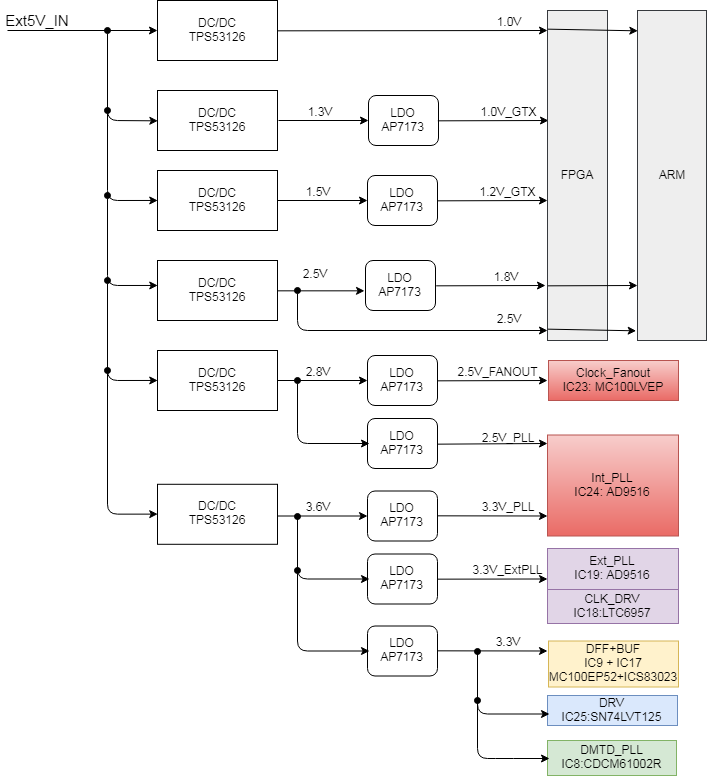 Ext5V_IN
DC/DC
TPS53126
1.0V
DC/DC
TPS53126
1.3V
LDO
AP7173
1.0V_GTX
DC/DC
TPS53126
1.5V
LDO
AP7173
1.2V_GTX
FPGA
ARM
DC/DC
TPS53126
2.5V
LDO
AP7173
1.8V
2.5V
DC/DC
TPS53126
2.8V
LDO
AP7173
2.5V_FANOUT
Clock_Fanout
IC23: MC100LVEP
LDO
AP7173
2.5V_PLL
Int_PLL
IC24: AD9516
DC/DC
TPS53126
3.6V
LDO
AP7173
3.3V_PLL
LDO
AP7173
3.3V_ExtPLL
Ext_PLL
IC19: AD9516
CLK_DRV
IC18:LTC6957
LDO
AP7173
3.3V
DFF+BUF
IC9 + IC17
MC100EP52+ICS83023
DRV
IC25:SN74LVT125
DMTD_PLL
IC8:CDCM61002R